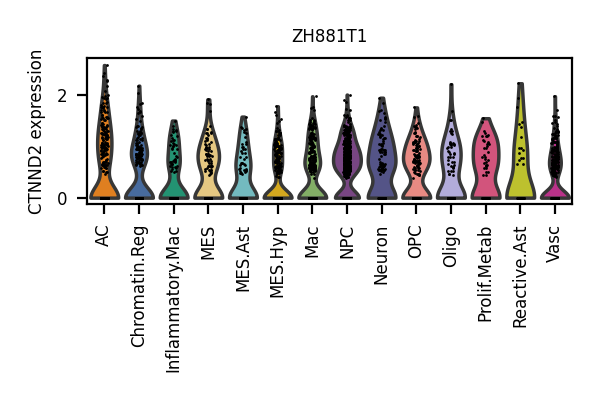 ZH881T1
CTNND2 expression
2
0
AC
Chromatin.Reg
Inflammatory.Mac
MES
MES.Ast
MES.Hyp
Mac
NPC
Neuron
OPC
Oligo
Prolif.Metab
Reactive.Ast
Vasc